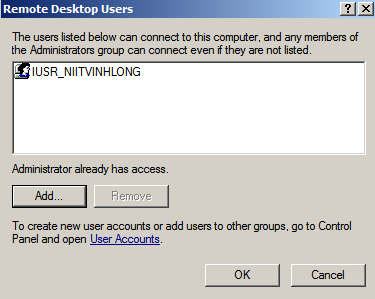 Remote Desktop Users
The users listed below can connect to this computer, and any members of
the Administrators group can connect even if they are not listed.
IUSR_NIITVINHLONG
Administrator already has access.
Add...
Remove
To create new user accounts or add users to other groups, go to Control
Panel and open User Accounts.
OK
Cancel